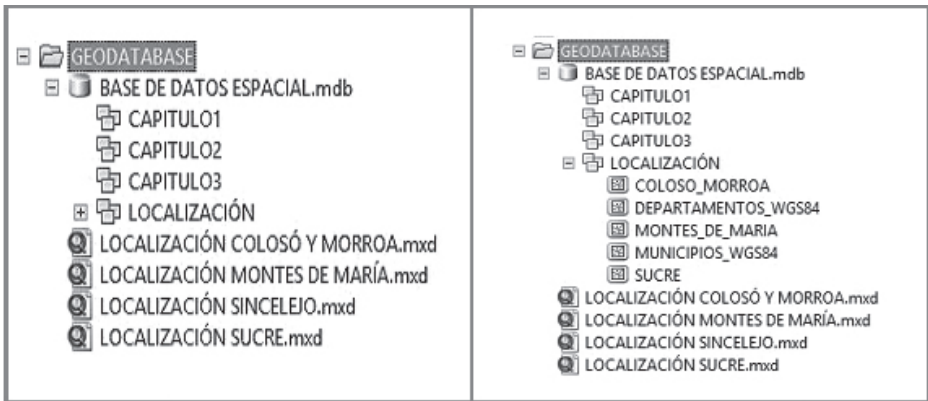 GEODATABASE
BASE DE DATOS ESPACIAL.mdb
CAPITULO1
CAPITULO2
CAPITULO3
LOCALIZACIÓN
LOCALIZACIÓN COLOSÓ Y MORROA.mxd
LOCALIZACIÓN MONTES DE MARÍA.mxd
LOCALIZACIÓN SINCELEJO.mxd
LOCALIZACIÓN SUCRE.mxd
GEODATABASE
BASE DE DATOS ESPACIAL.mdb
CAPITULO1
CAPITULO2
CAPITULO3
LOCALIZACIÓN
COLOSO_MORROA
DEPARTAMENTOS_WGS84
MONTES_DE_MARIA
MUNICIPIOS_WGS84
SUCRE
LOCALIZACIÓN COLOSÓ Y MORROA.mxd
LOCALIZACIÓN MONTES DE MARÍA.mxd
LOCALIZACIÓN SINCELEJO.mxd
LOCALIZACIÓN SUCRE.mxd